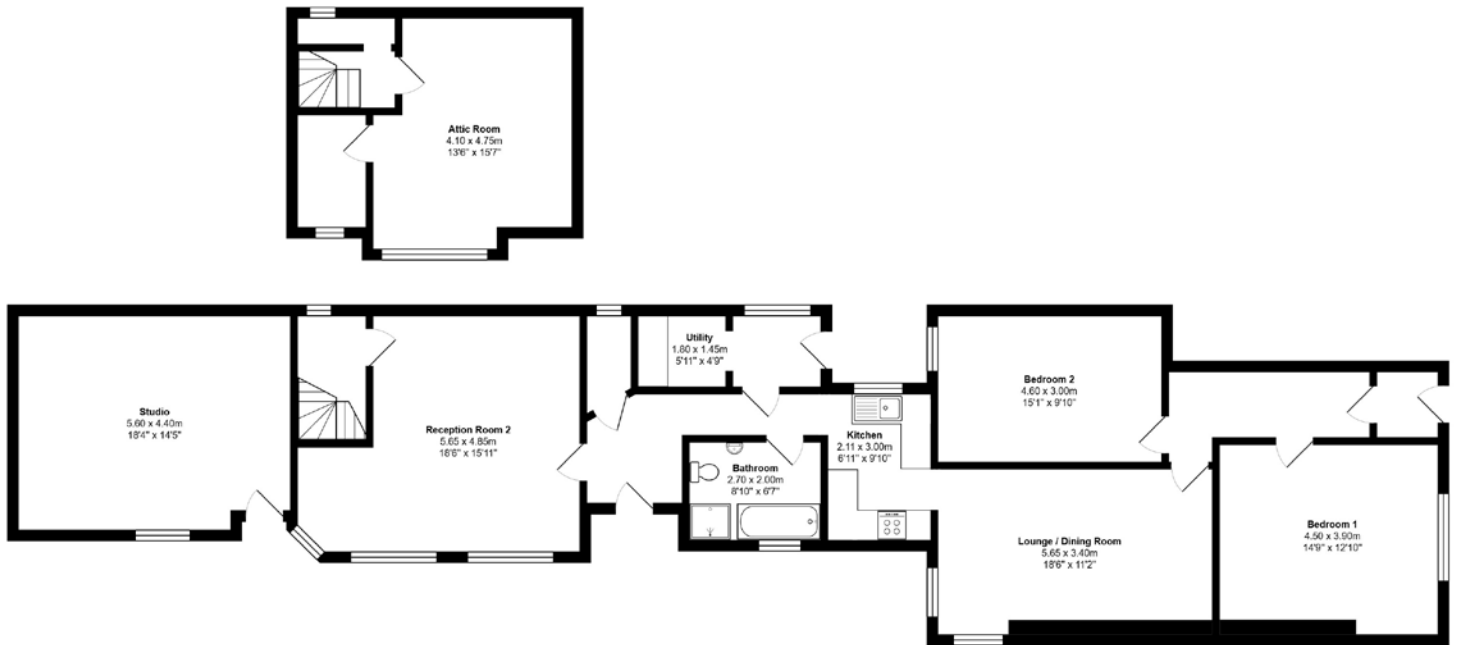 Attic Room
4.10 x 4.75m
13'6" x 15'7"
Studio
5.60 x 4.40m
18'4" x 14'5"
Reception Room 2
5.65 x 4.85m
18'6" x 15'11"
Utility
1.80 x 1.45m
5'11" x 4'9"
Bathroom
2.70 x 2.00m
8'10" x 6'7"
Kitchen
2.11 x 3.00m
6'11" x 9'10"
Bedroom 2
4.60 x 3.00m
15'1" x 9'10"
Lounge / Dining Room
5.65 x 3.40m
18'6" x 11'2"
Bedroom 1
4.50 x 3.90m
14'9" x 12'10"